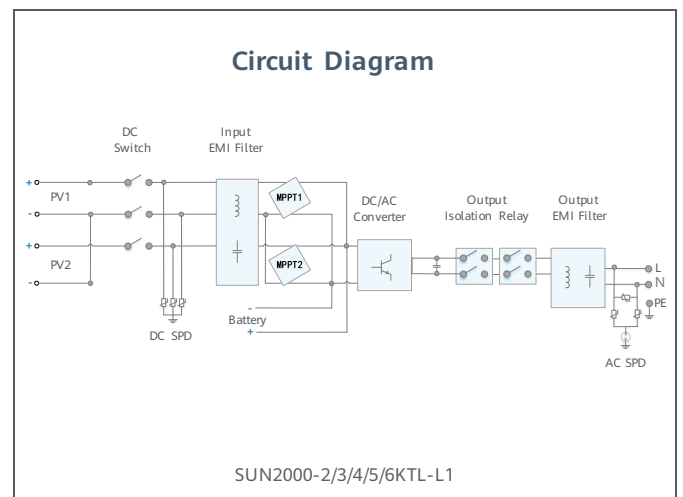 Circuit Diagram
DC
Switch
Input
EMI Filter
+
PV1
-
+
PV2
-
MPPT1
MPPT2
DC/AC
Converter
Output
Isolation Relay
Output
EMI Filter
L
N
PE
-
Battery
+
DC SPD
AC SPD
SUN2000-2/3/4/5/6KTL-L1